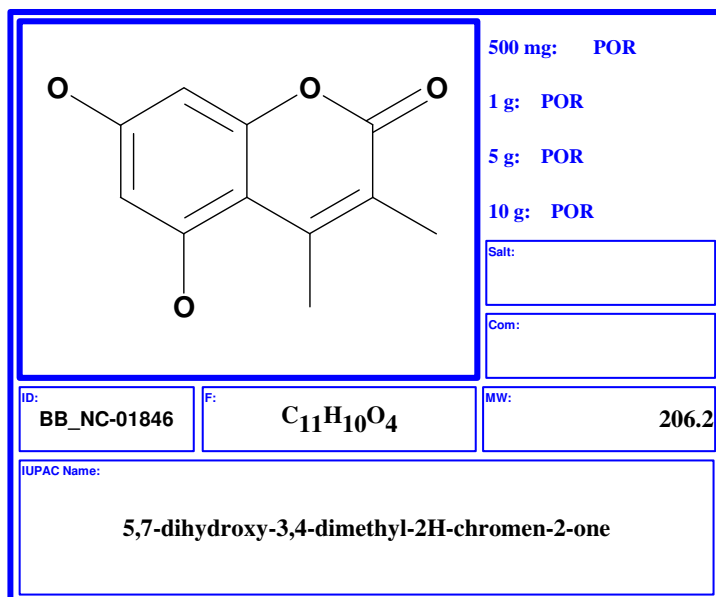 O
O
O
O
500 mg: POR
1 g: POR
5 g: POR
10 g: POR
Salt:
Com:
ID:
BB_NC-01846
F:
C11H10O4
MW:
206.2
IUPAC Name:
5,7-dihydroxy-3,4-dimethyl-2H-chromen-2-one